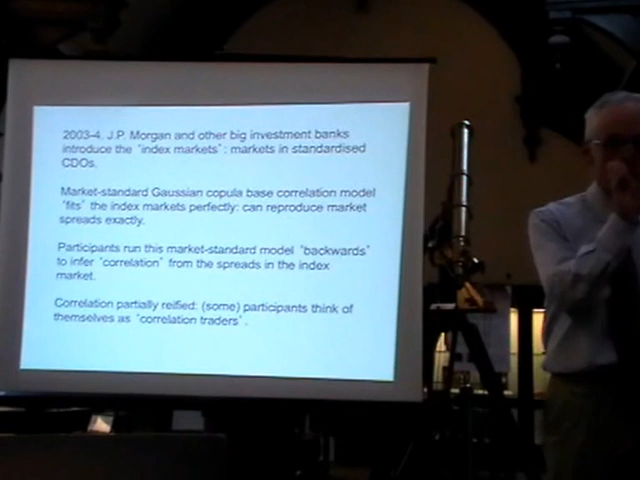 2003-4. J.P. Morgan and other big investment banks
introduce the 'index markets': markets in standardised
CDOs.
Market-standard Gaussian copula base correlation model
'fits' the index markets perfectly: can reproduce market
spreads exactly.
Participants run this market-standard model 'backwards'
to infer 'correlation' from the spreads in the index
market.
Correlation partially reified: (some) participants think of
themselves as 'correlation traders'.